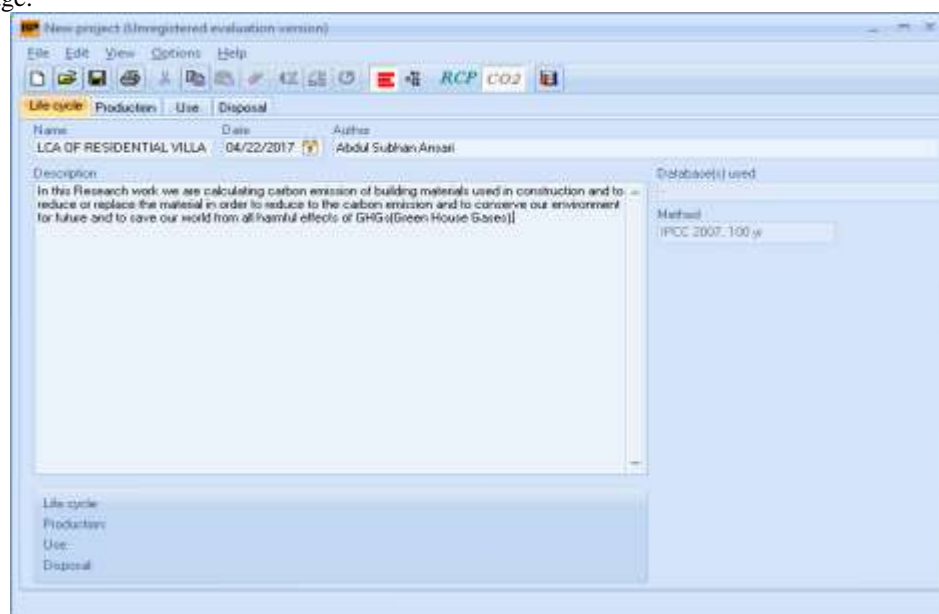 ge.
New project (Unregistered evaluation version)
File Edit View Options Help
RCP CO2
Life cycle Production Use Disposal
Name Date Author
LCA OF RESIDENTIAL VILLA 04/22/2017 Abdul Subhan Ansari
Description Database(s) used
In this Research work we are calculating carbon emission of building materials used in construction and to
reduce or replace the material in order to reduce to the carbon emission and to conserve our environment
for future and to save our world from all harmful effects of GHGs(Green House Gases)
Method
IPCC 2007, 100 yr
Life cycle
Production:
Use:
Disposal